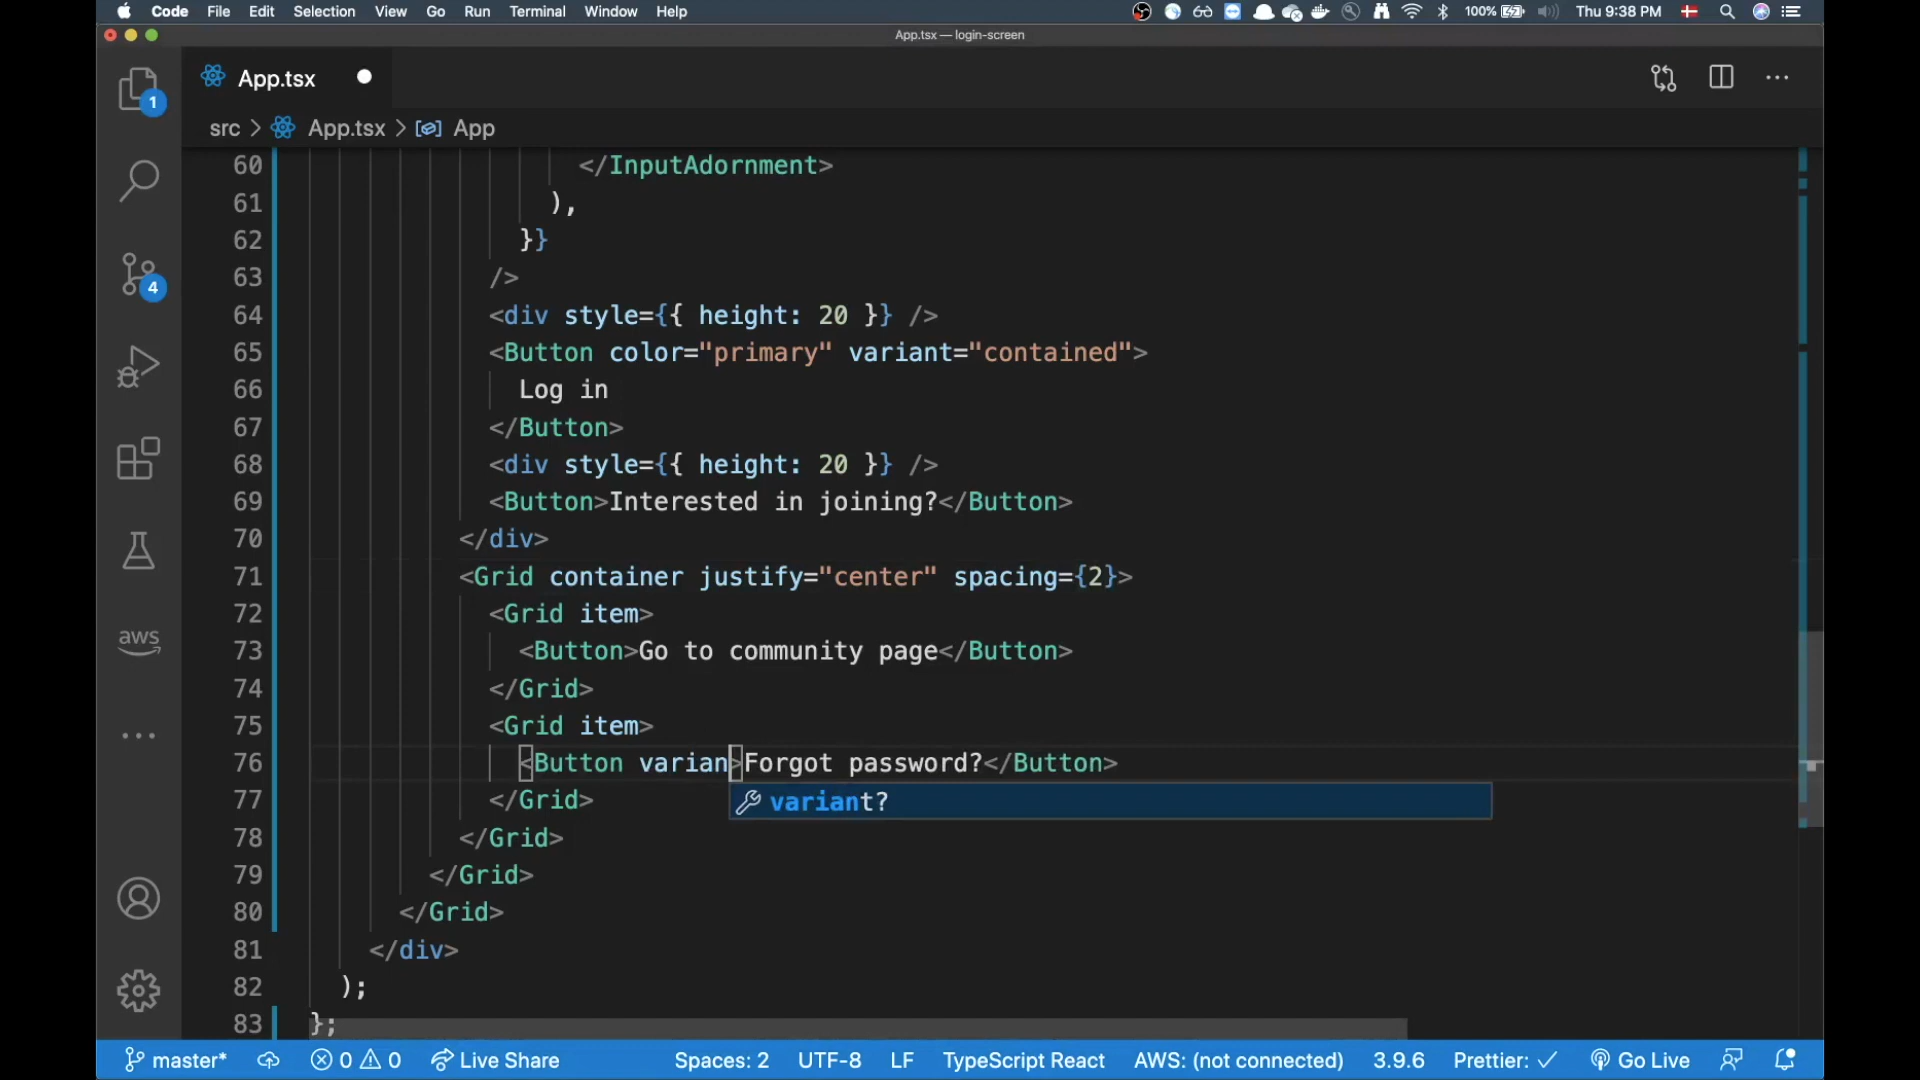 Code File Edit Selection View Go Run Terminal Window Help 100% Thu 9:38 PM
App.tsx — login-screen
App.tsx
1
src > App.tsx > App
60 </InputAdornment>
61 ),
62 }}
63 />
64 <div style={{ height: 20 }} />
65 <Button color="primary" variant="contained">
66 Log in
67 </Button>
68 <div style={{ height: 20 }} />
69 <Button>Interested in joining?</Button>
70 </div>
71 <Grid container justify="center" spacing={2}>
72 <Grid item>
73 <Button>Go to community page</Button>
74 </Grid>
75 <Grid item>
76 <Button varian>Forgot password?</Button>
variant?
77 </Grid>
78 </Grid>
79 </Grid>
80 </Grid>
81 </div>
82 );
83 };
4
aws
master* 0 0 Live Share Spaces: 2 UTF-8 LF TypeScript React AWS: (not connected) 3.9.6 Prettier: ✓ Go Live